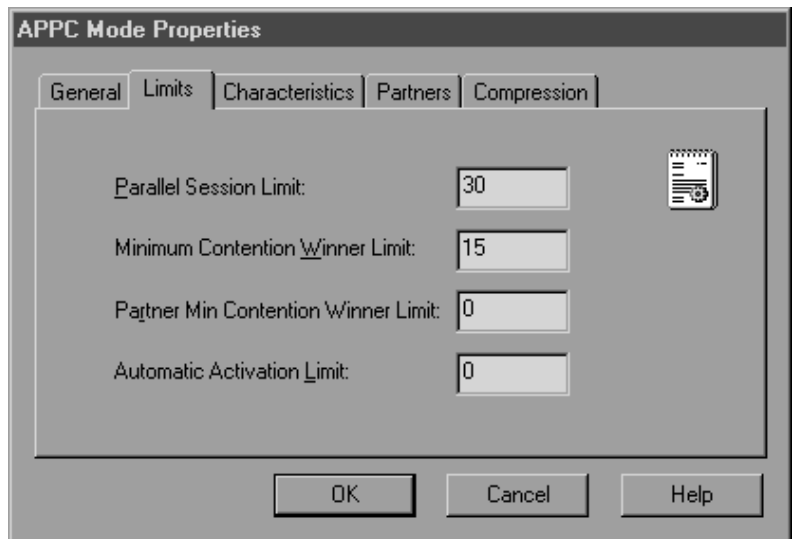 APPC Mode Properties
General Limits Characteristics Partners Compression
Parallel Session Limit: 30
Minimum Contention Winner Limit: 15
Partner Min Contention Winner Limit: 0
Automatic Activation Limit: 0
OK Cancel Help